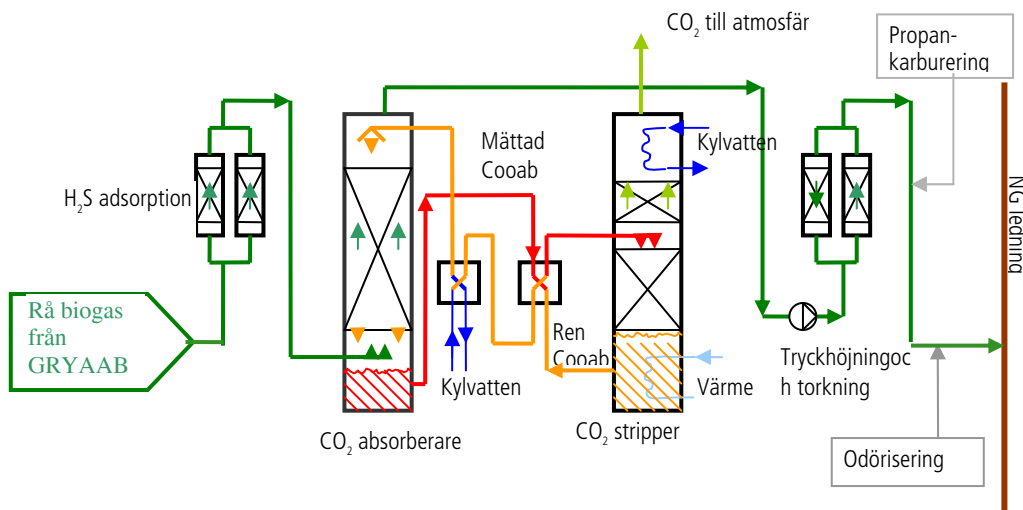 CO2 till atmosfär
Propan-
karburering
Mättad
Cooab
Kylvatten
H2S adsorption
NG ledning
Rå biogas
från
GRYAAB
Ren
Cooab
Kylvatten
Värme
Tryckhöjningoc
h torkning
CO2 absorberare
CO2 stripper
Odörisering